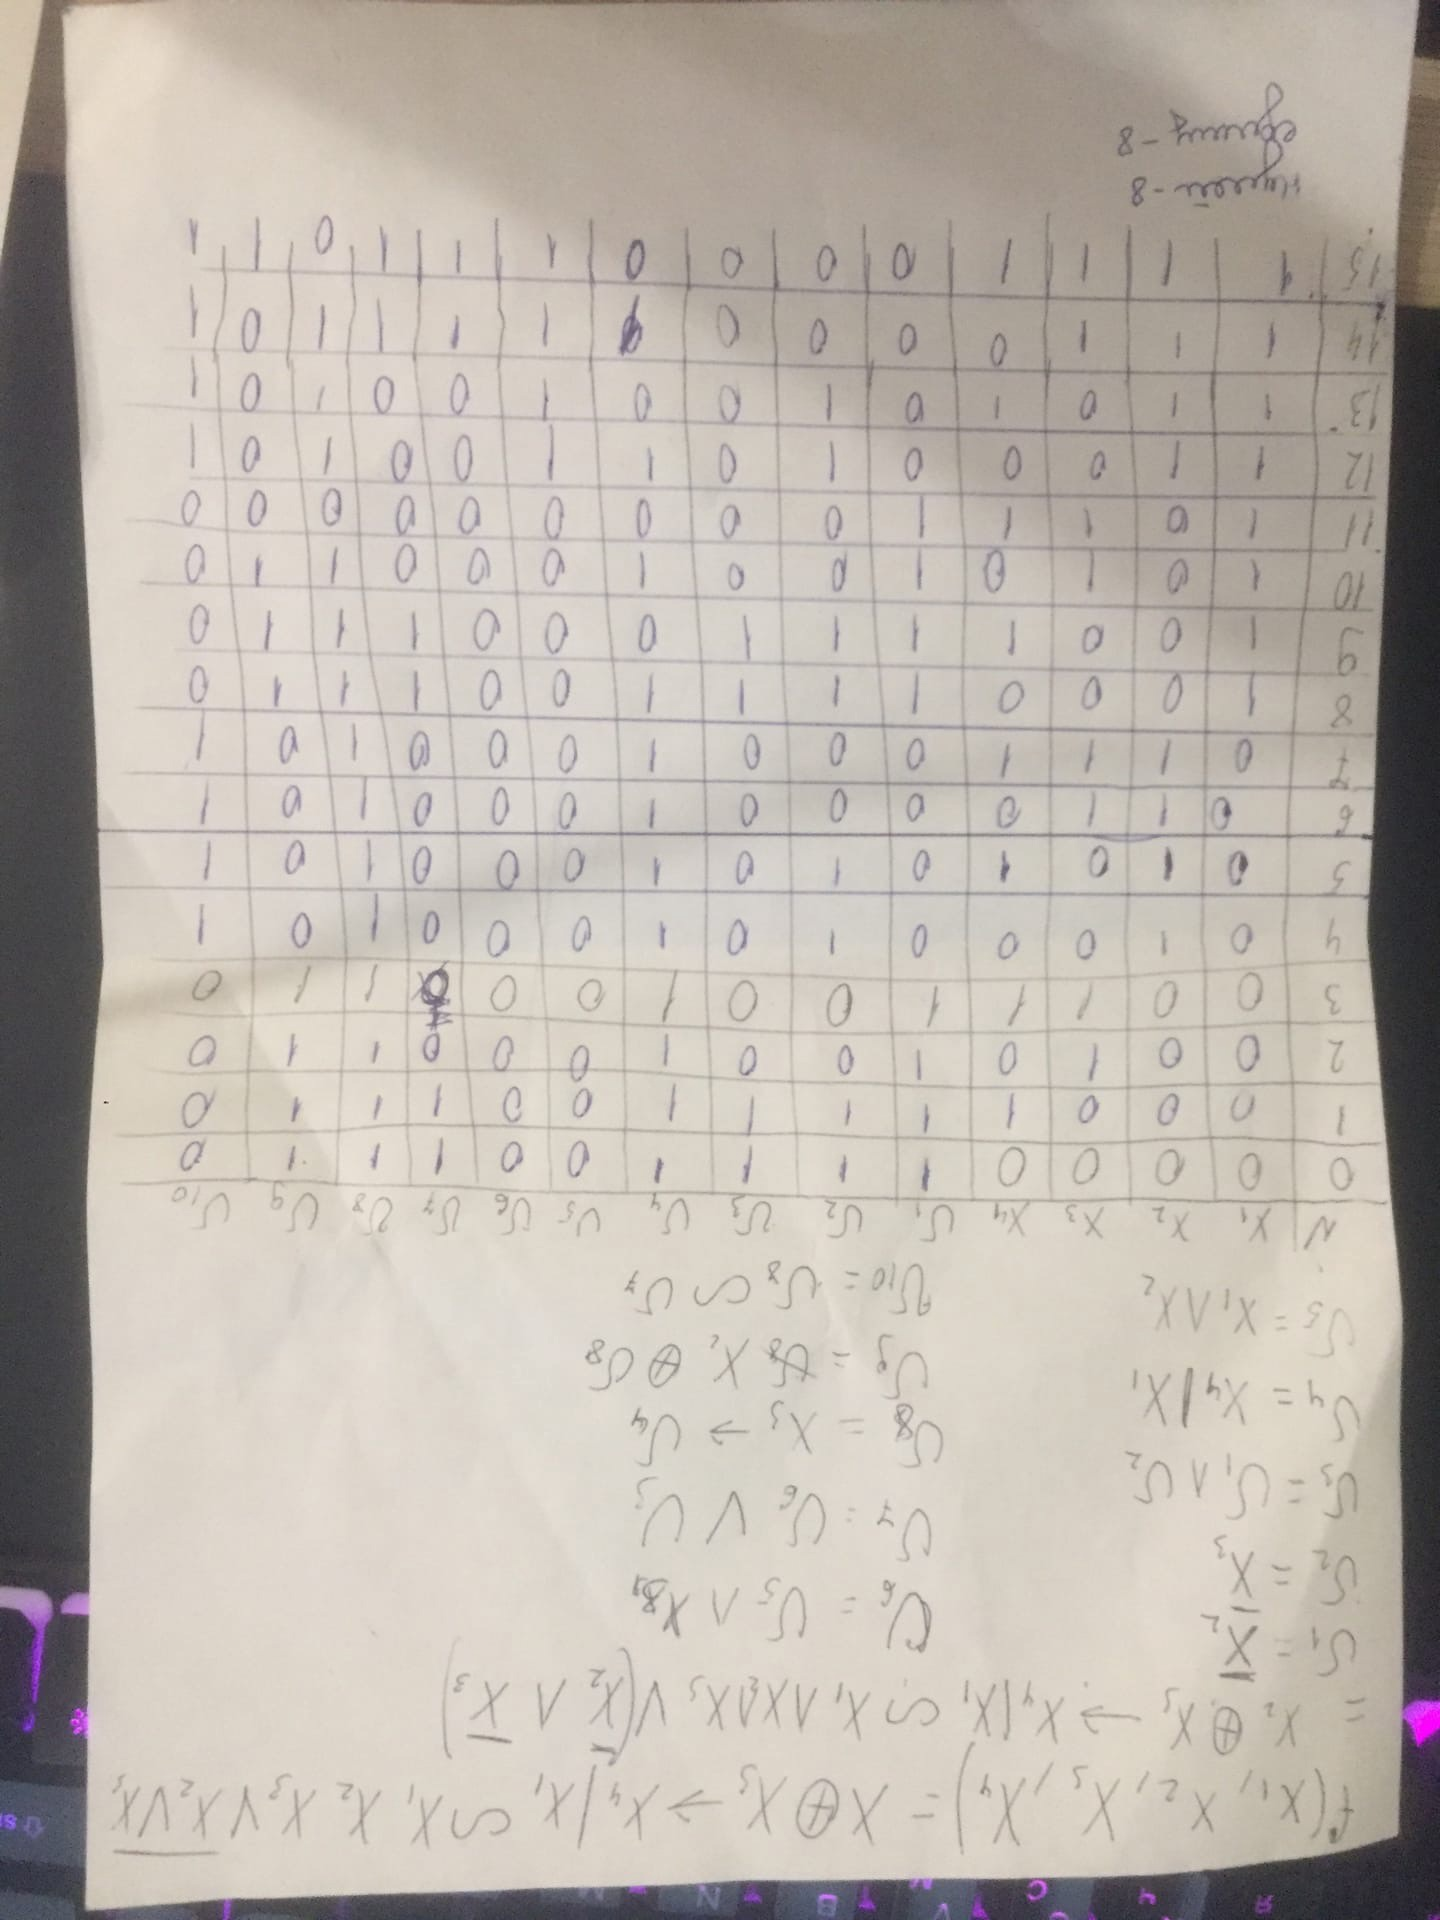 f(x₁, x₂, x₃, x₄) = x ⊕ x₃ → x₄/x₁ ∽ x₁ x₂ x₃ ∨ x̅₂̅ ̅∨̅ ̅x̅₃̅
= x₂ ⊕ x₃ → x₄|x₁ ∽ x₁ ∧ x₂ ∧ x₃ ∨ (x̅₂ ∧ x̅₃)
U₁ = x̅₂
U₂ = x̅₃
U₃ = U₁ ∧ U₂
U₄ = x₄|x₁
U₅ = x₁ ∧ x₂
U₆ = U₅ ∧ x₃
U₇ = U₆ ∨ U₃
U₈ = x₃ → U₄
U₉ = x₂ ⊕ U₈
U₁₀ = U₈ ∽ U₇
N x₁ x₂ x₃ x₄ U₁ U₂ U₃ U₄ U₅ U₆ U₇ U₈ U₉ U₁₀
0 0 0 0 0 1 1 1 1 0 0 1 1 1 0
1 0 0 0 1 1 1 1 1 0 0 1 1 1 0
2 0 0 1 0 1 0 0 1 0 0 0 1 1 0
3 0 0 1 1 1 0 0 1 0 0 0 1 1 0
4 0 1 0 0 0 1 0 1 0 0 0 1 0 1
5 0 1 0 1 0 1 0 1 0 0 0 1 0 1
6 0 1 1 0 0 0 0 1 0 0 0 1 0 1
7 0 1 1 1 0 0 0 1 0 0 0 1 0 1
8 1 0 0 0 1 1 1 1 0 0 1 1 1 0
9 1 0 0 1 1 1 1 0 0 0 1 1 1 0
10 1 0 1 0 1 0 0 1 0 0 0 1 1 0
11 1 0 1 1 1 0 0 0 0 0 0 0 0 0
12 1 1 0 0 0 1 0 1 1 0 0 1 0 1
13 1 1 0 1 0 1 0 0 1 0 0 1 0 1
14 1 1 1 0 0 0 0 1 1 1 1 1 0 1
15 1 1 1 1 0 0 0 0 1 1 1 0 1 1
нулей -8
единиц -8